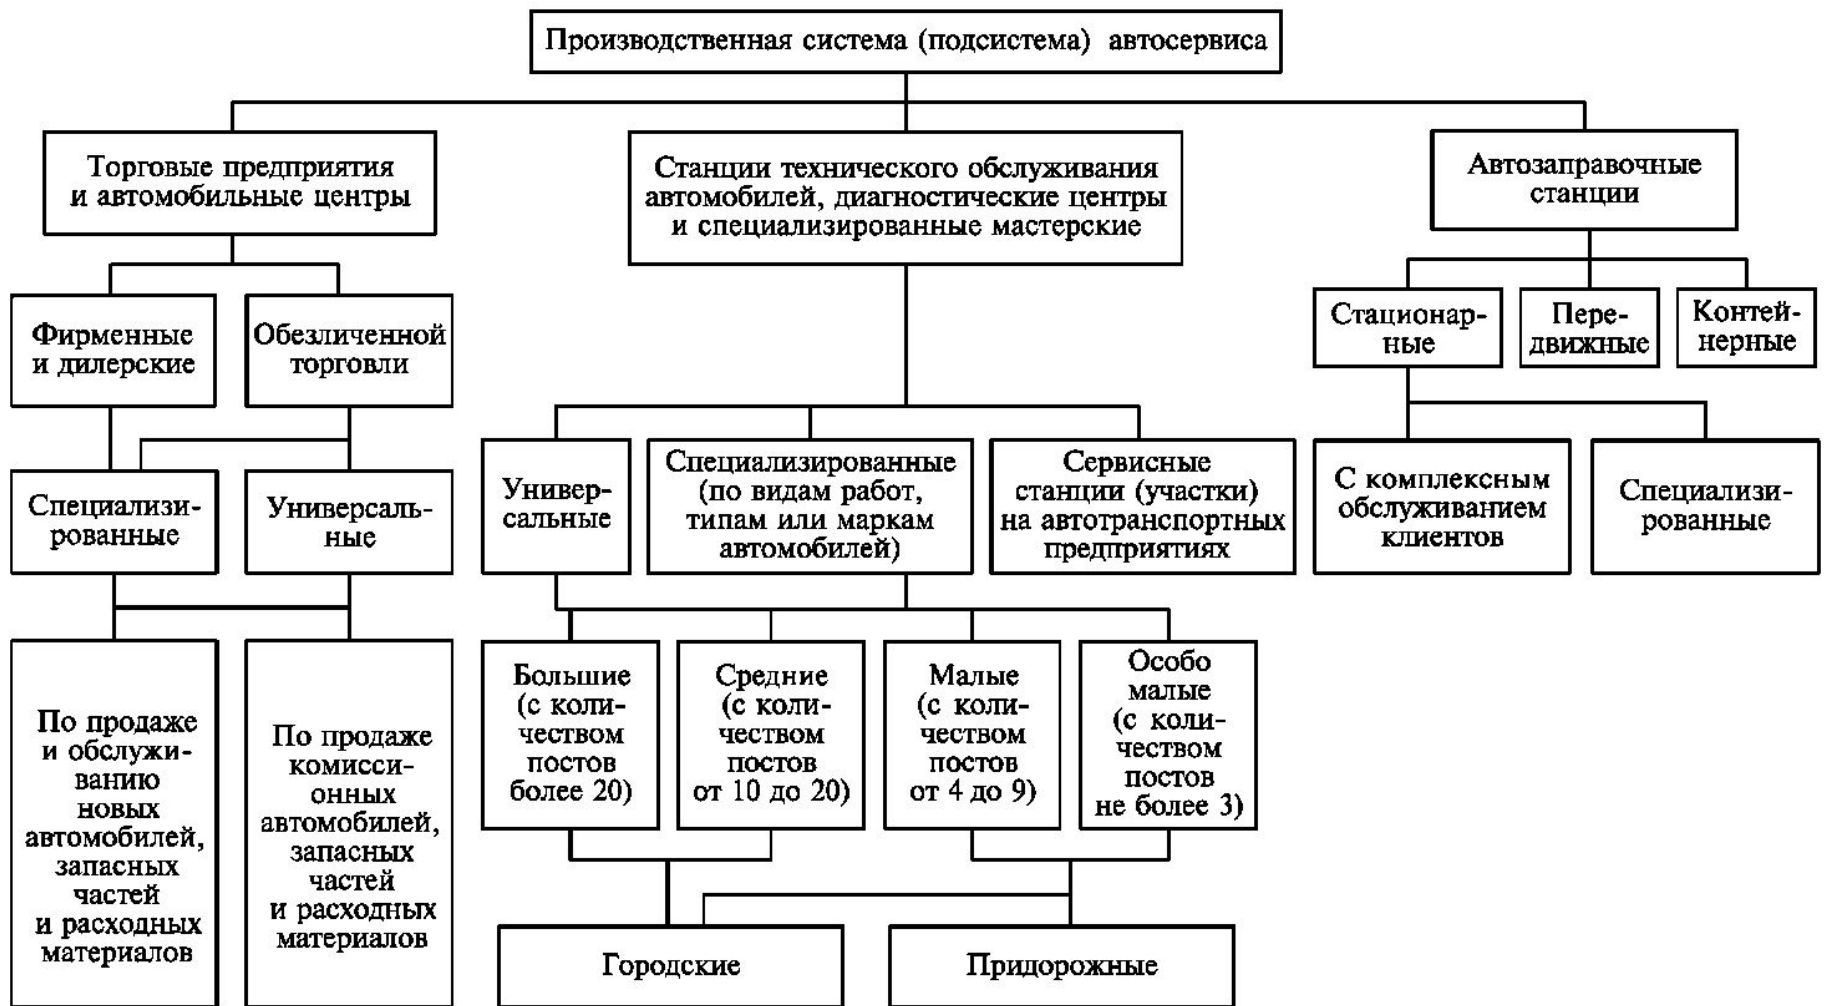 Производственная система (подсистема) автосервиса
Торговые предприятия
и автомобильные центры
Станции технического обслуживания
автомобилей, диагностические центры
и специализированные мастерские
Автозаправочные
станции
Фирменные
и дилерские
Обезличенной
торговли
Стационар-
ные
Пере-
движные
Контей-
нерные
Специализи-
рованные
Универсаль-
ные
Универ-
сальные
Специализированные
(по видам работ,
типам или маркам
автомобилей)
Сервисные
станции (участки)
на автотранспортных
предприятиях
С комплексным
обслуживанием
клиентов
Специализи-
рованные
По продаже
и обслужи-
ванию
новых
автомобилей,
запасных
частей
и расходных
материалов
По продаже
комисси-
онных
автомобилей,
запасных
частей
и расходных
материалов
Большие
(с коли-
чеством
постов
более 20)
Средние
(с коли-
чеством
постов
от 10 до 20)
Малые
(с коли-
чеством
постов
от 4 до 9)
Особо
малые
(с коли-
чеством
постов
не более 3)
Городские
Придорожные